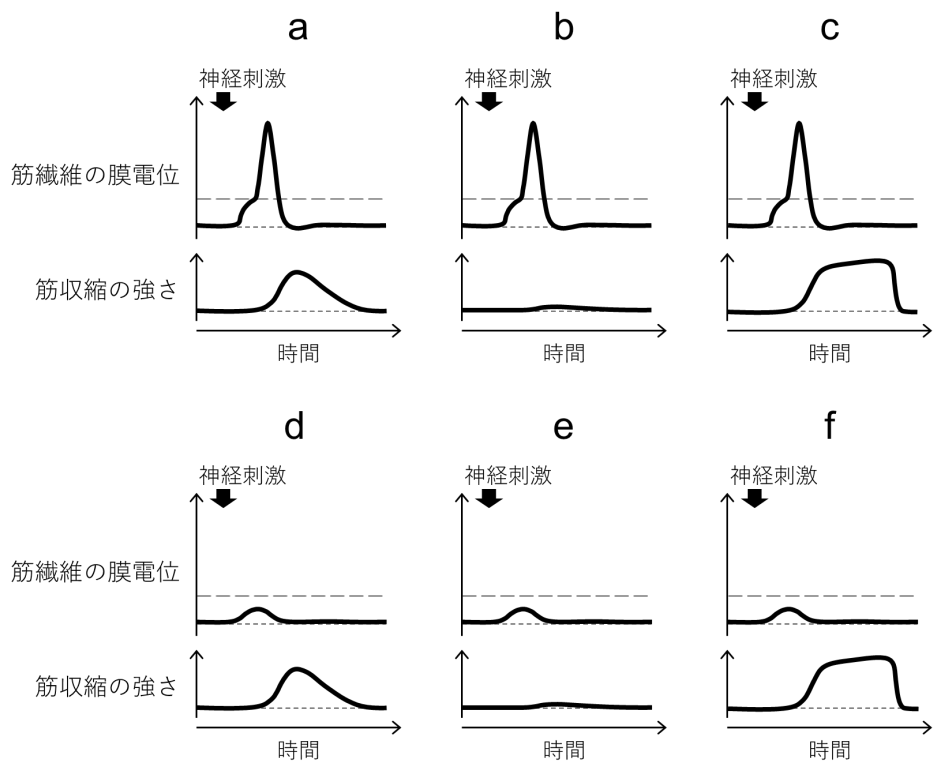 a
b
c
神経刺激
神経刺激
神経刺激
筋繊維の膜電位
筋収縮の強さ
時間
時間
時間
d
e
f
神経刺激
神経刺激
神経刺激
筋繊維の膜電位
筋収縮の強さ
時間
時間
時間